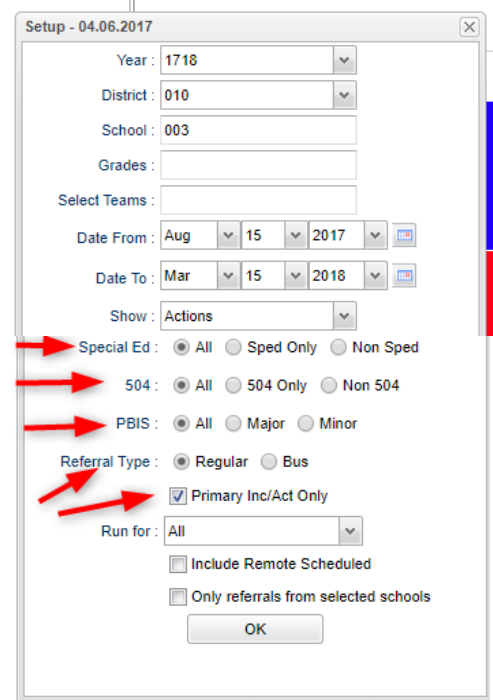 Setup - 04.06.2017
Year : 1718
District : 010
School : 003
Grades :
Select Teams :
Date From : Aug 15 2017
Date To : Mar 15 2018
Show : Actions
Special Ed : All Sped Only Non Sped
504 : All 504 Only Non 504
PBIS : All Major Minor
Referral Type : Regular Bus
Primary Inc/Act Only
Run for : All
Include Remote Scheduled
Only referrals from selected schools
OK